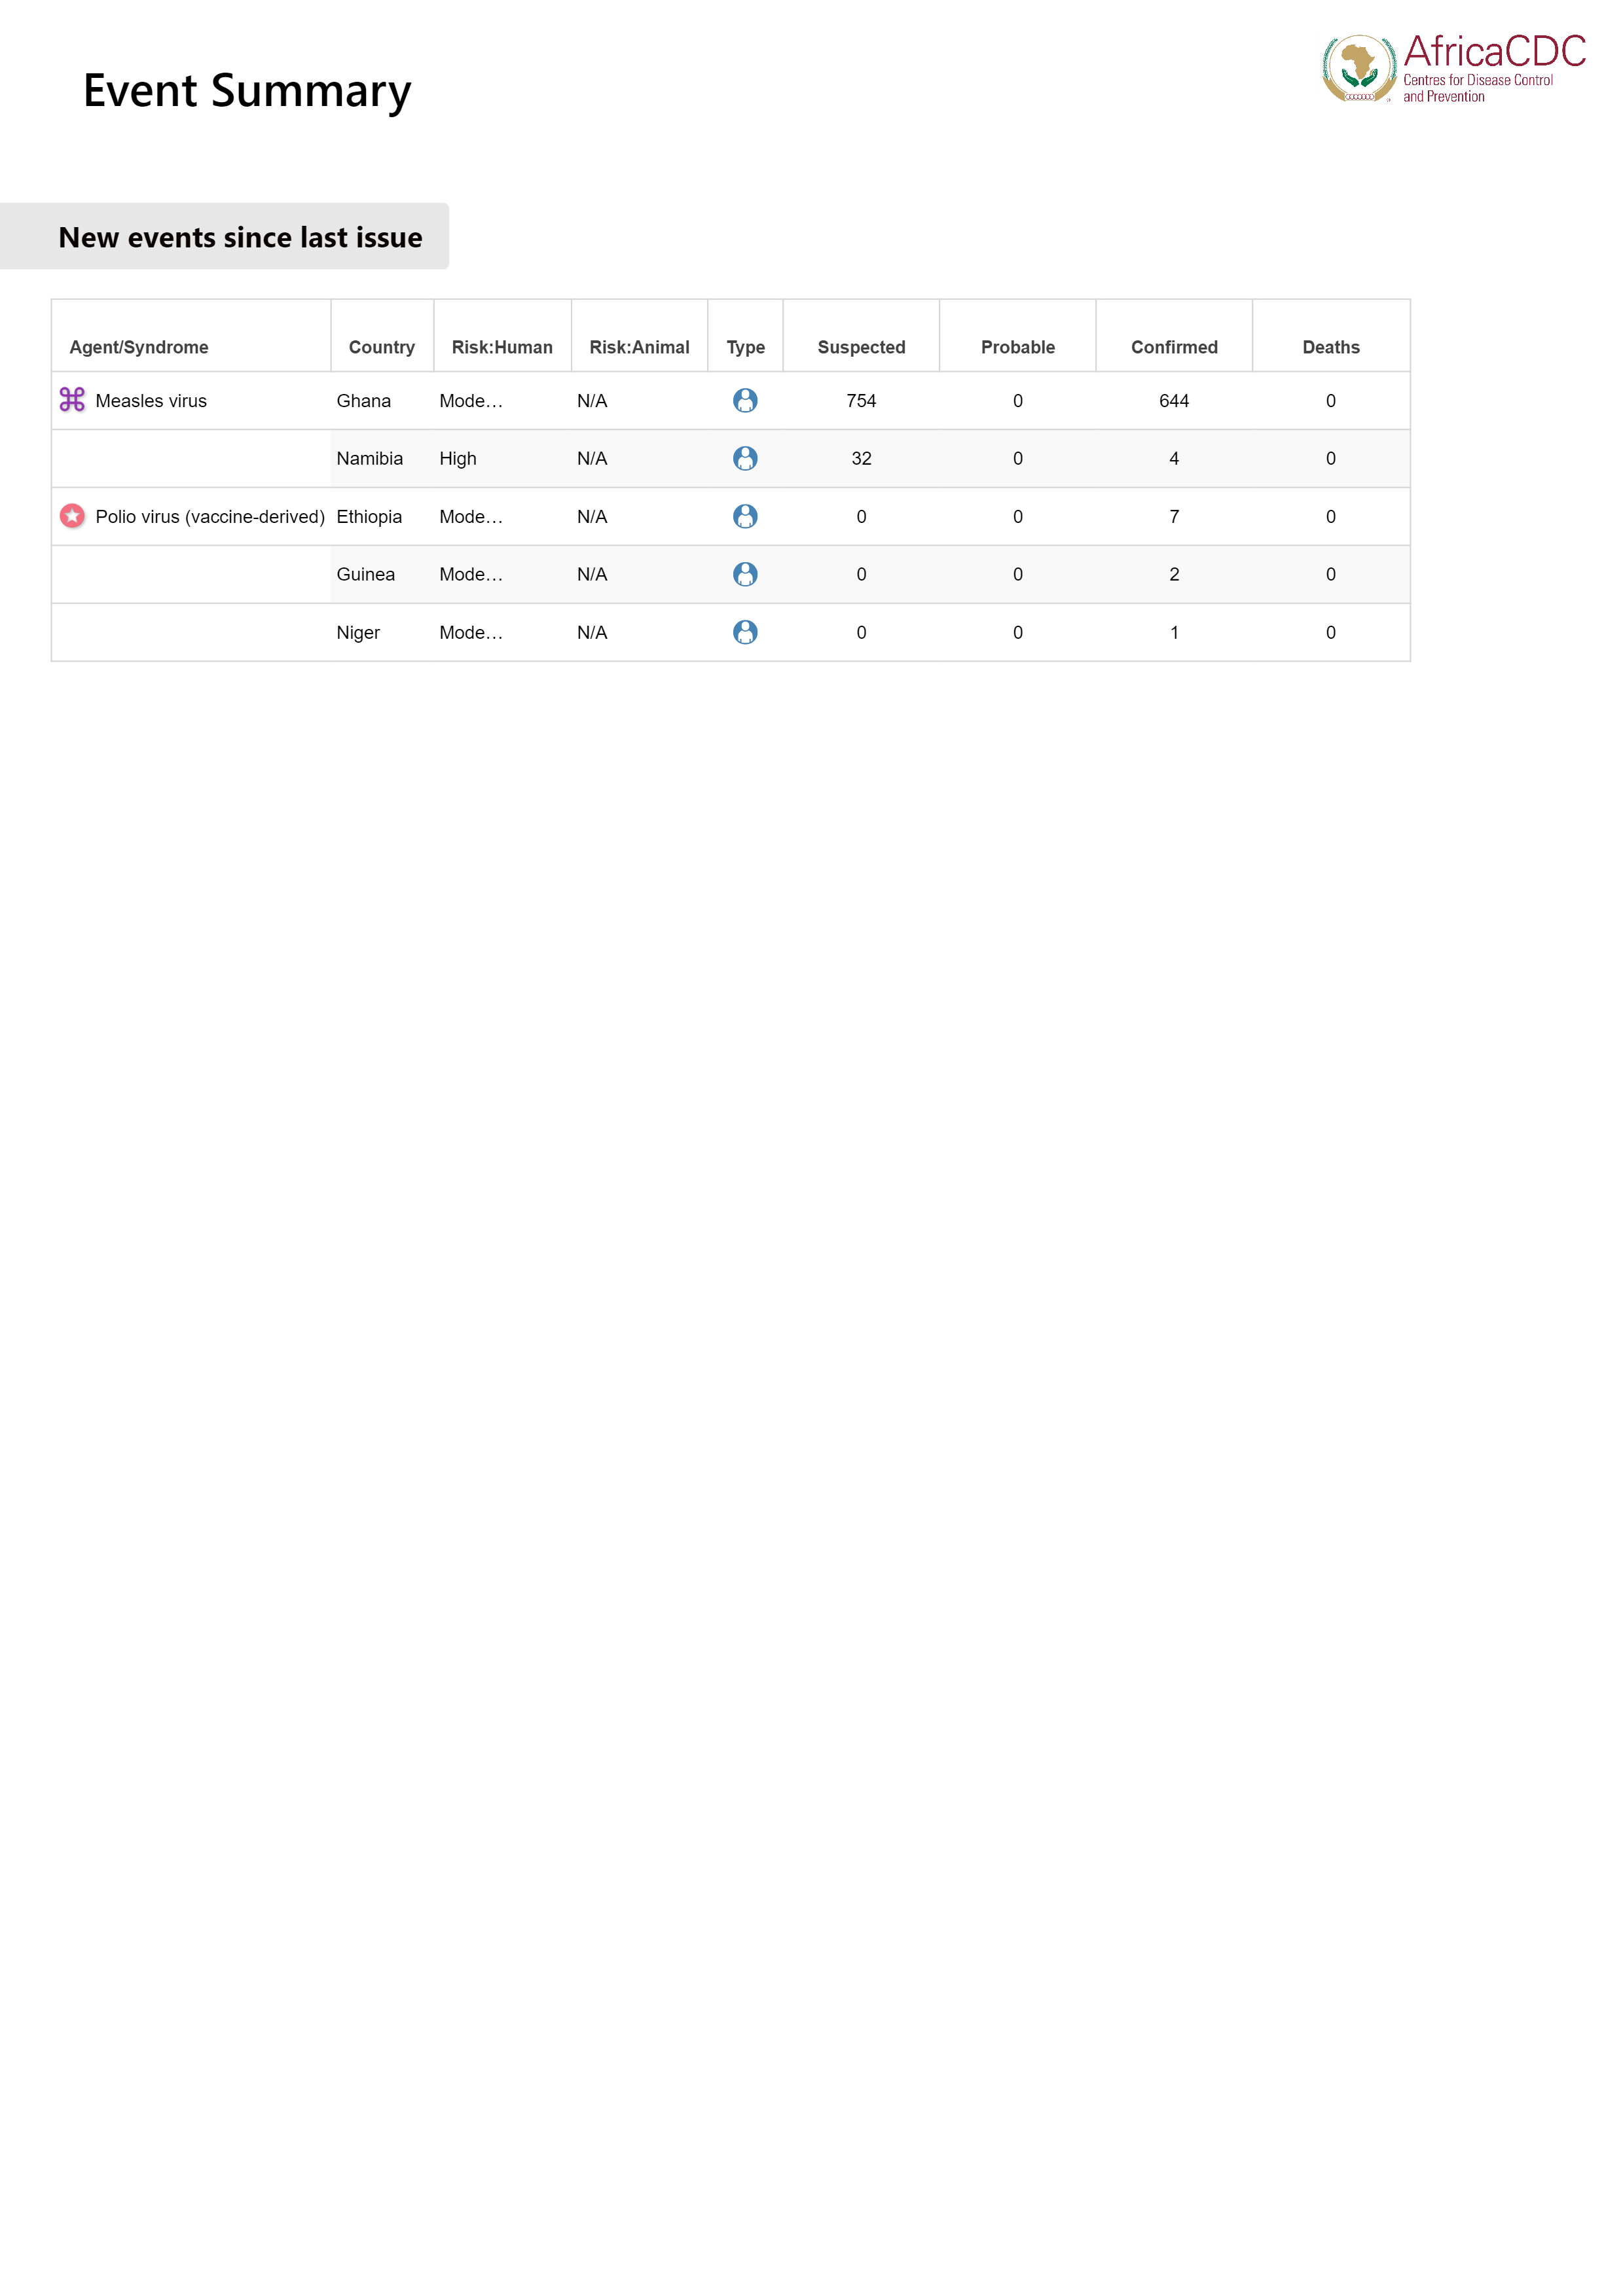 Event Summary
AfricaCDC
Centres for Disease Control
and Prevention
New events since last issue
Agent/Syndrome Country Risk:Human Risk:Animal Type Suspected Probable Confirmed Deaths
Measles virus Ghana Mode… N/A 754 0 644 0
Namibia High N/A 32 0 4 0
Polio virus (vaccine-derived) Ethiopia Mode… N/A 0 0 7 0
Guinea Mode… N/A 0 0 2 0
Niger Mode… N/A 0 0 1 0